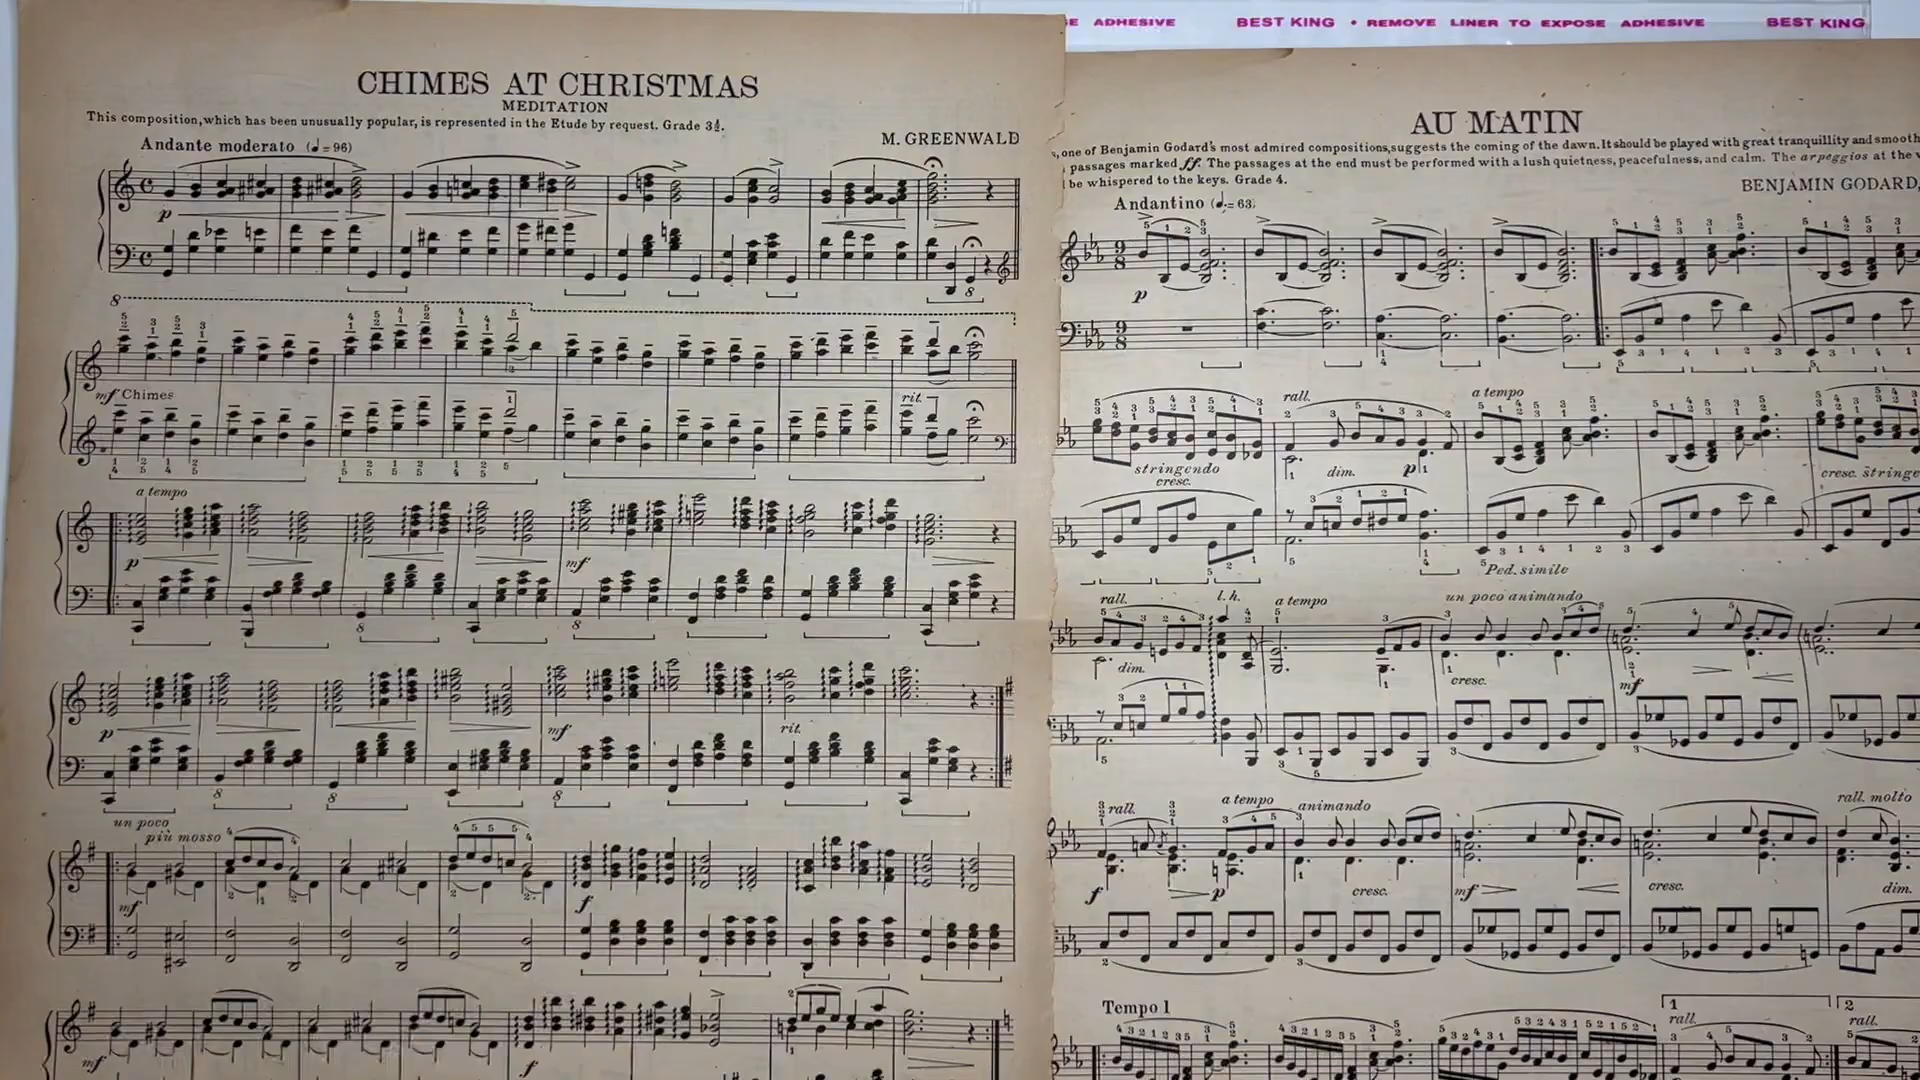 E ADHESIVE BEST KING • REMOVE LINER TO EXPOSE ADHESIVE BEST KING
CHIMES AT CHRISTMAS
MEDITATION
This composition, which has been unusually popular, is represented in the Etude by request. Grade 3½.
M. GREENWALD
Andante moderato (♩=96)
p
8
mf Chimes
rit.
a tempo
p
mf
p
mf
rit.
un poco
più mosso
mf
f
mf
f
AU MATIN
one of Benjamin Godard's most admired compositions, suggests the coming of the dawn. It should be played with great tranquillity and smooth
passages marked ff. The passages at the end must be performed with a lush quietness, peacefulness, and calm. The arpeggios at the
be whispered to the keys. Grade 4.
BENJAMIN GODARD,
Andantino (♩.=63)
p
rall.
a tempo
stringendo
cresc.
dim.
p
cresc. stringe
Ped. simile
rall.
l.h.
a tempo
un poco animando
dim.
cresc.
mf
rall.
a tempo
animando
rall. molto
f
p
cresc.
mf
cresc.
dim.
Tempo 1
1
rall.
2
rall.